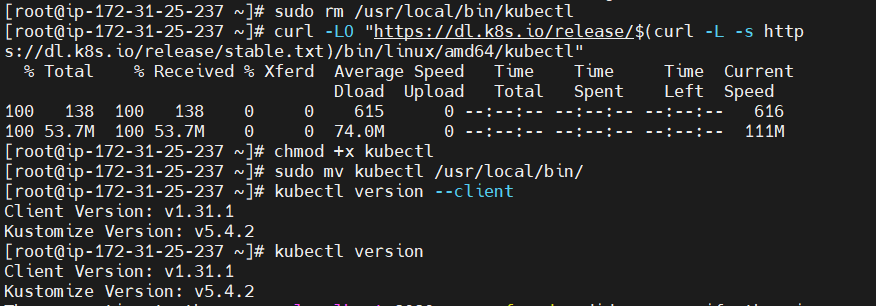 [root@ip-172-31-25-237 ~]# sudo rm /usr/local/bin/kubectl
[root@ip-172-31-25-237 ~]# curl -LO "https://dl.k8s.io/release/$(curl -L -s http
s://dl.k8s.io/release/stable.txt)/bin/linux/amd64/kubectl"
  % Total    % Received % Xferd  Average Speed   Time    Time     Time  Current
                                 Dload  Upload   Total   Spent    Left  Speed
100   138  100   138    0     0    615      0 --:--:-- --:--:-- --:--:--   616
100 53.7M  100 53.7M    0     0  74.0M      0 --:--:-- --:--:-- --:--:--  111M
[root@ip-172-31-25-237 ~]# chmod +x kubectl
[root@ip-172-31-25-237 ~]# sudo mv kubectl /usr/local/bin/
[root@ip-172-31-25-237 ~]# kubectl version --client
Client Version: v1.31.1
Kustomize Version: v5.4.2
[root@ip-172-31-25-237 ~]# kubectl version
Client Version: v1.31.1
Kustomize Version: v5.4.2